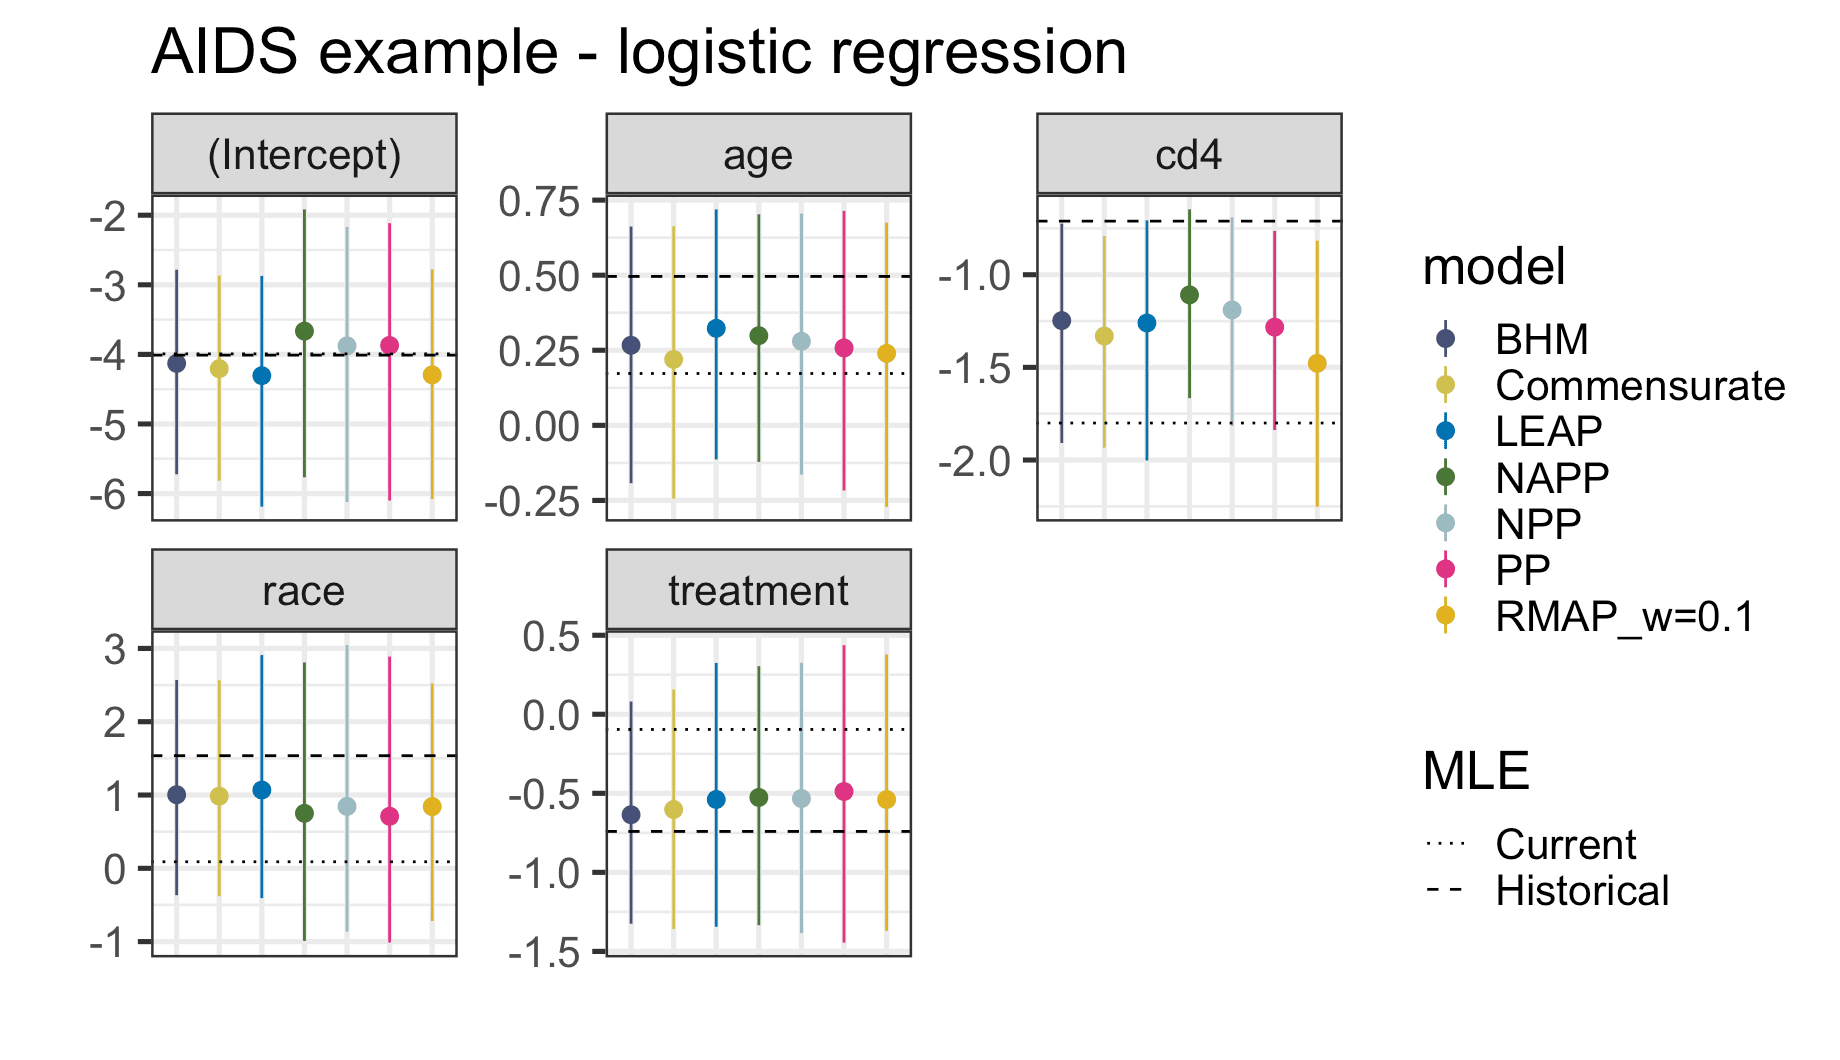 AIDS example - logistic regression
(Intercept)
-2
-3
-4
-5
-6
age
0.75
0.50
0.25
0.00
-0.25
cd4
-1.0
-1.5
-2.0
race
3
2
1
0
-1
treatment
0.5
0.0
-0.5
-1.0
-1.5
model
BHM
Commensurate
LEAP
NAPP
NPP
PP
RMAP_w=0.1
MLE
Current
Historical